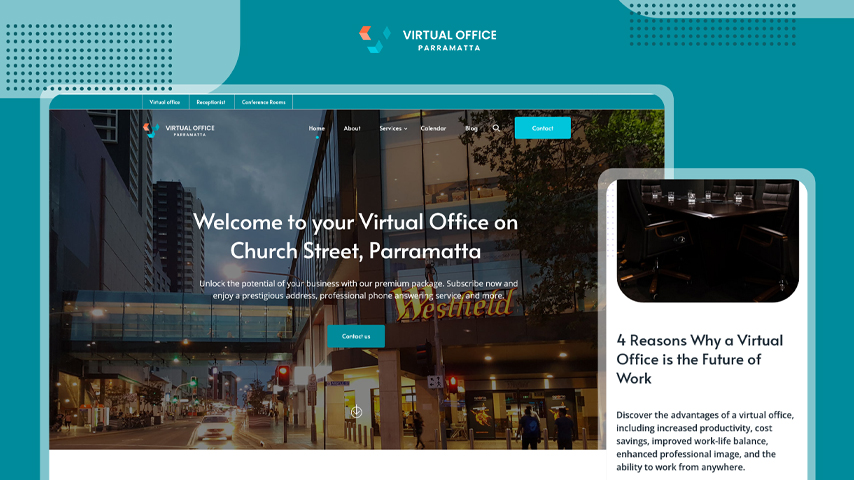 VIRTUAL OFFICE
PARRAMATTA
Virtual office
Receptionist
Conference Rooms
VIRTUAL OFFICE
PARRAMATTA
Home
About
Services
Calendar
Blog
Contact
Welcome to your Virtual Office on
Church Street, Parramatta
Unlock the potential of your business with our premium package. Subscribe now and
enjoy a prestigious address, professional phone answering service, and more.
Westfield
Contact us
4 Reasons Why a Virtual
Office is the Future of
Work
Discover the advantages of a virtual office,
including increased productivity, cost
savings, improved work-life balance,
enhanced professional image, and the
ability to work from anywhere.